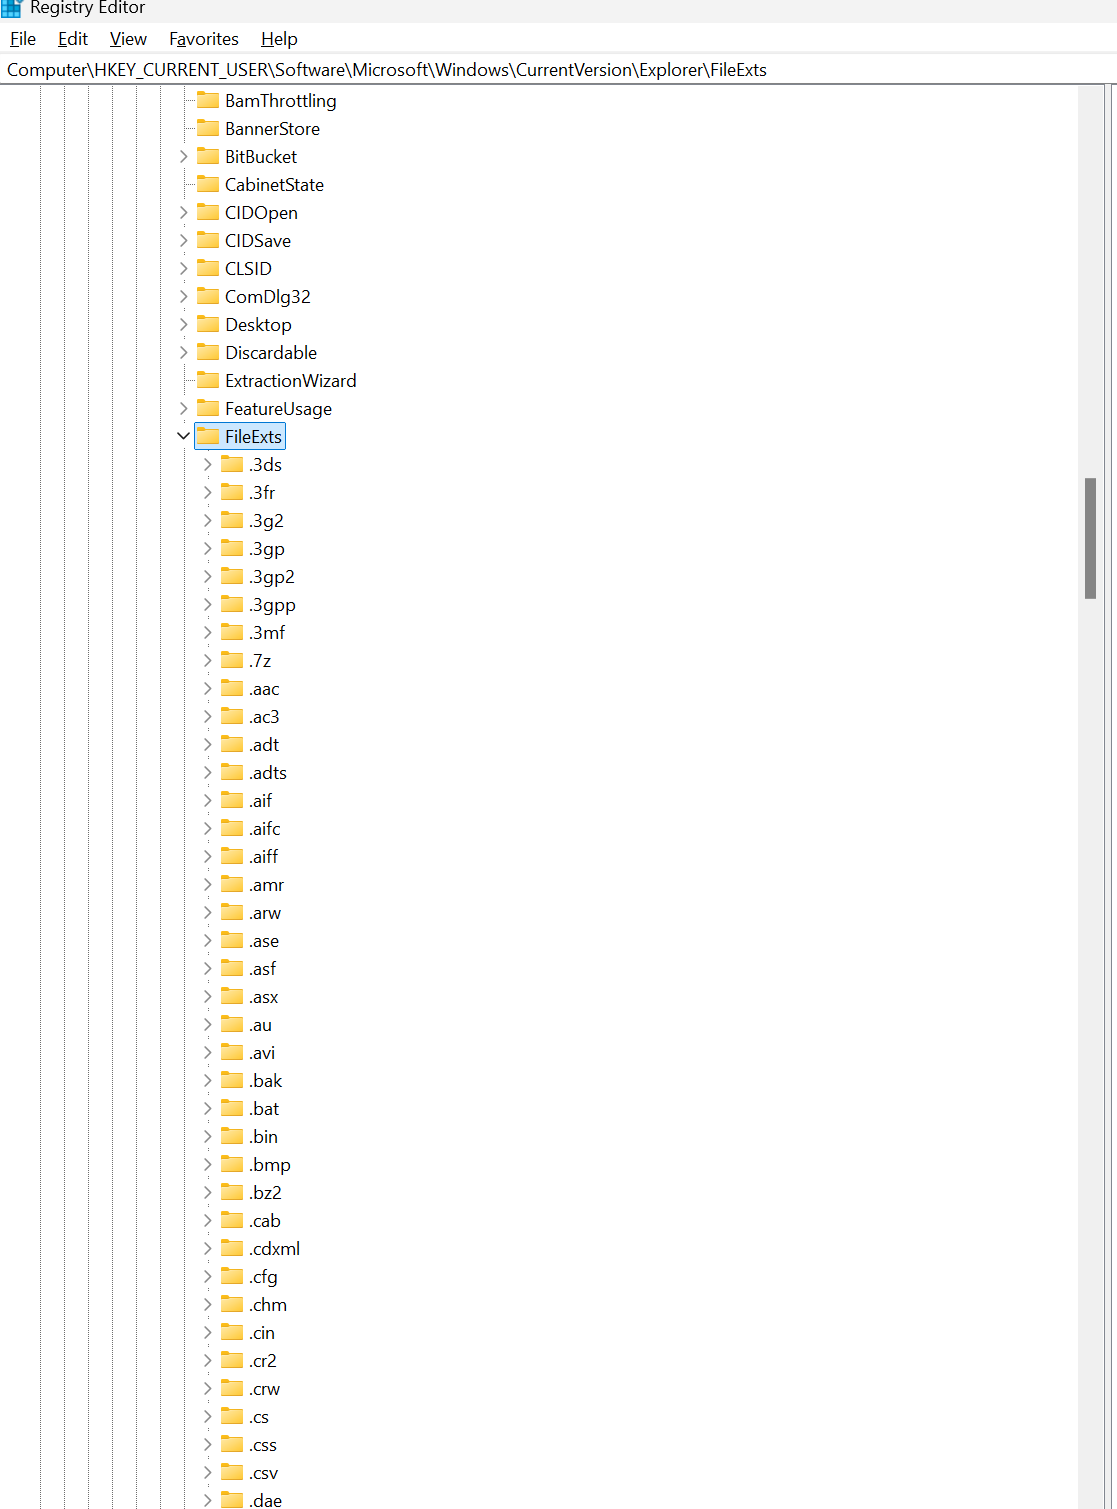 Registry Editor
File Edit View Favorites Help
Computer\HKEY_CURRENT_USER\Software\Microsoft\Windows\CurrentVersion\Explorer\FileExts
BamThrottling
BannerStore
BitBucket
CabinetState
CIDOpen
CIDSave
CLSID
ComDlg32
Desktop
Discardable
ExtractionWizard
FeatureUsage
FileExts
.3ds
.3fr
.3g2
.3gp
.3gp2
.3gpp
.3mf
.7z
.aac
.ac3
.adt
.adts
.aif
.aifc
.aiff
.amr
.arw
.ase
.asf
.asx
.au
.avi
.bak
.bat
.bin
.bmp
.bz2
.cab
.cdxml
.cfg
.chm
.cin
.cr2
.crw
.cs
.css
.csv
.dae